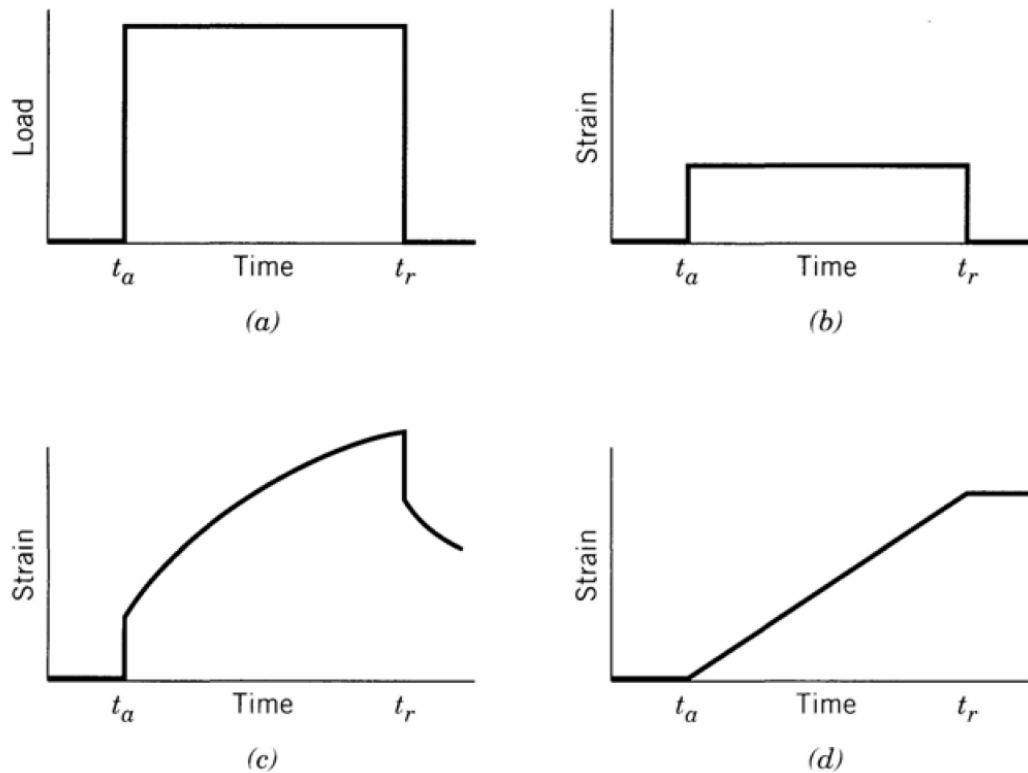 Load
t_a Time t_r
(a)
Strain
t_a Time t_r
(b)
Strain
t_a Time t_r
(c)
Strain
t_a Time t_r
(d)